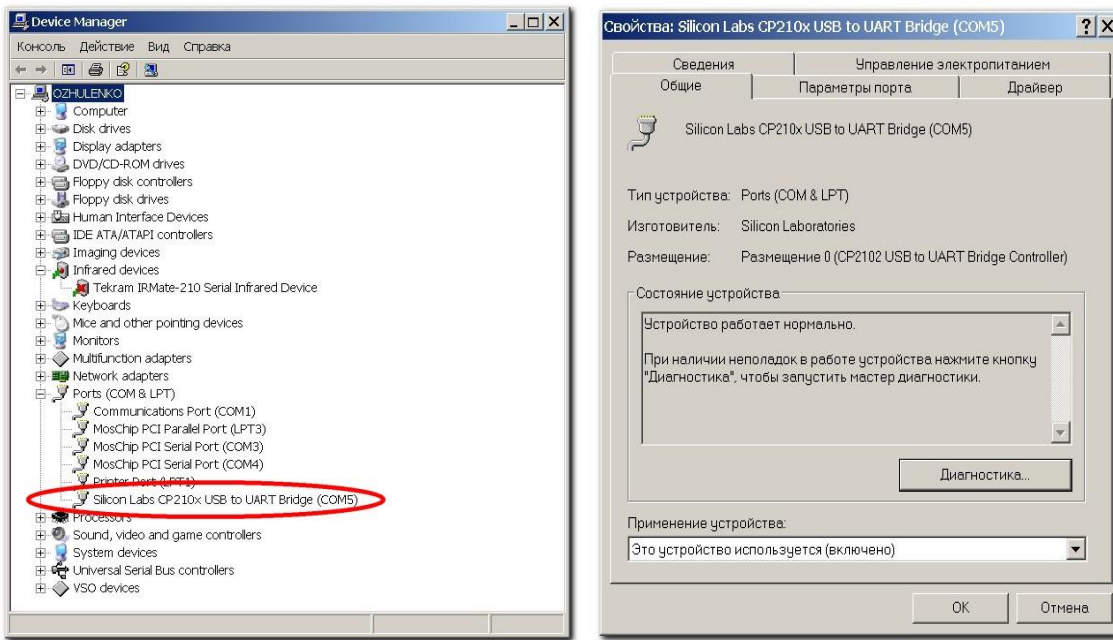 Device Manager
Консоль Действие Вид Справка
OZHULENKO
Computer
Disk drives
Display adapters
DVD/CD-ROM drives
Floppy disk controllers
Floppy disk drives
Human Interface Devices
IDE ATA/ATAPI controllers
Imaging devices
Infrared devices
Tekram IRMate-210 Serial Infrared Device
Keyboards
Mice and other pointing devices
Monitors
Multifunction adapters
Network adapters
Ports (COM & LPT)
Communications Port (COM1)
MosChip PCI Parallel Port (LPT3)
MosChip PCI Serial Port (COM3)
MosChip PCI Serial Port (COM4)
Printer Port (LPT1)
Silicon Labs CP210x USB to UART Bridge (COM5)
Processors
Sound, video and game controllers
System devices
Universal Serial Bus controllers
VSO devices
Свойства: Silicon Labs CP210x USB to UART Bridge (COM5)
Сведения Управление электропитанием
Общие Параметры порта Драйвер
Silicon Labs CP210x USB to UART Bridge (COM5)
Тип устройства: Ports (COM & LPT)
Изготовитель: Silicon Laboratories
Размещение: Размещение 0 (CP2102 USB to UART Bridge Controller)
Состояние устройства
Устройство работает нормально.
При наличии неполадок в работе устройства нажмите кнопку
"Диагностика", чтобы запустить мастер диагностики.
Диагностика...
Применение устройства:
Это устройство используется (включено)
OK Отмена